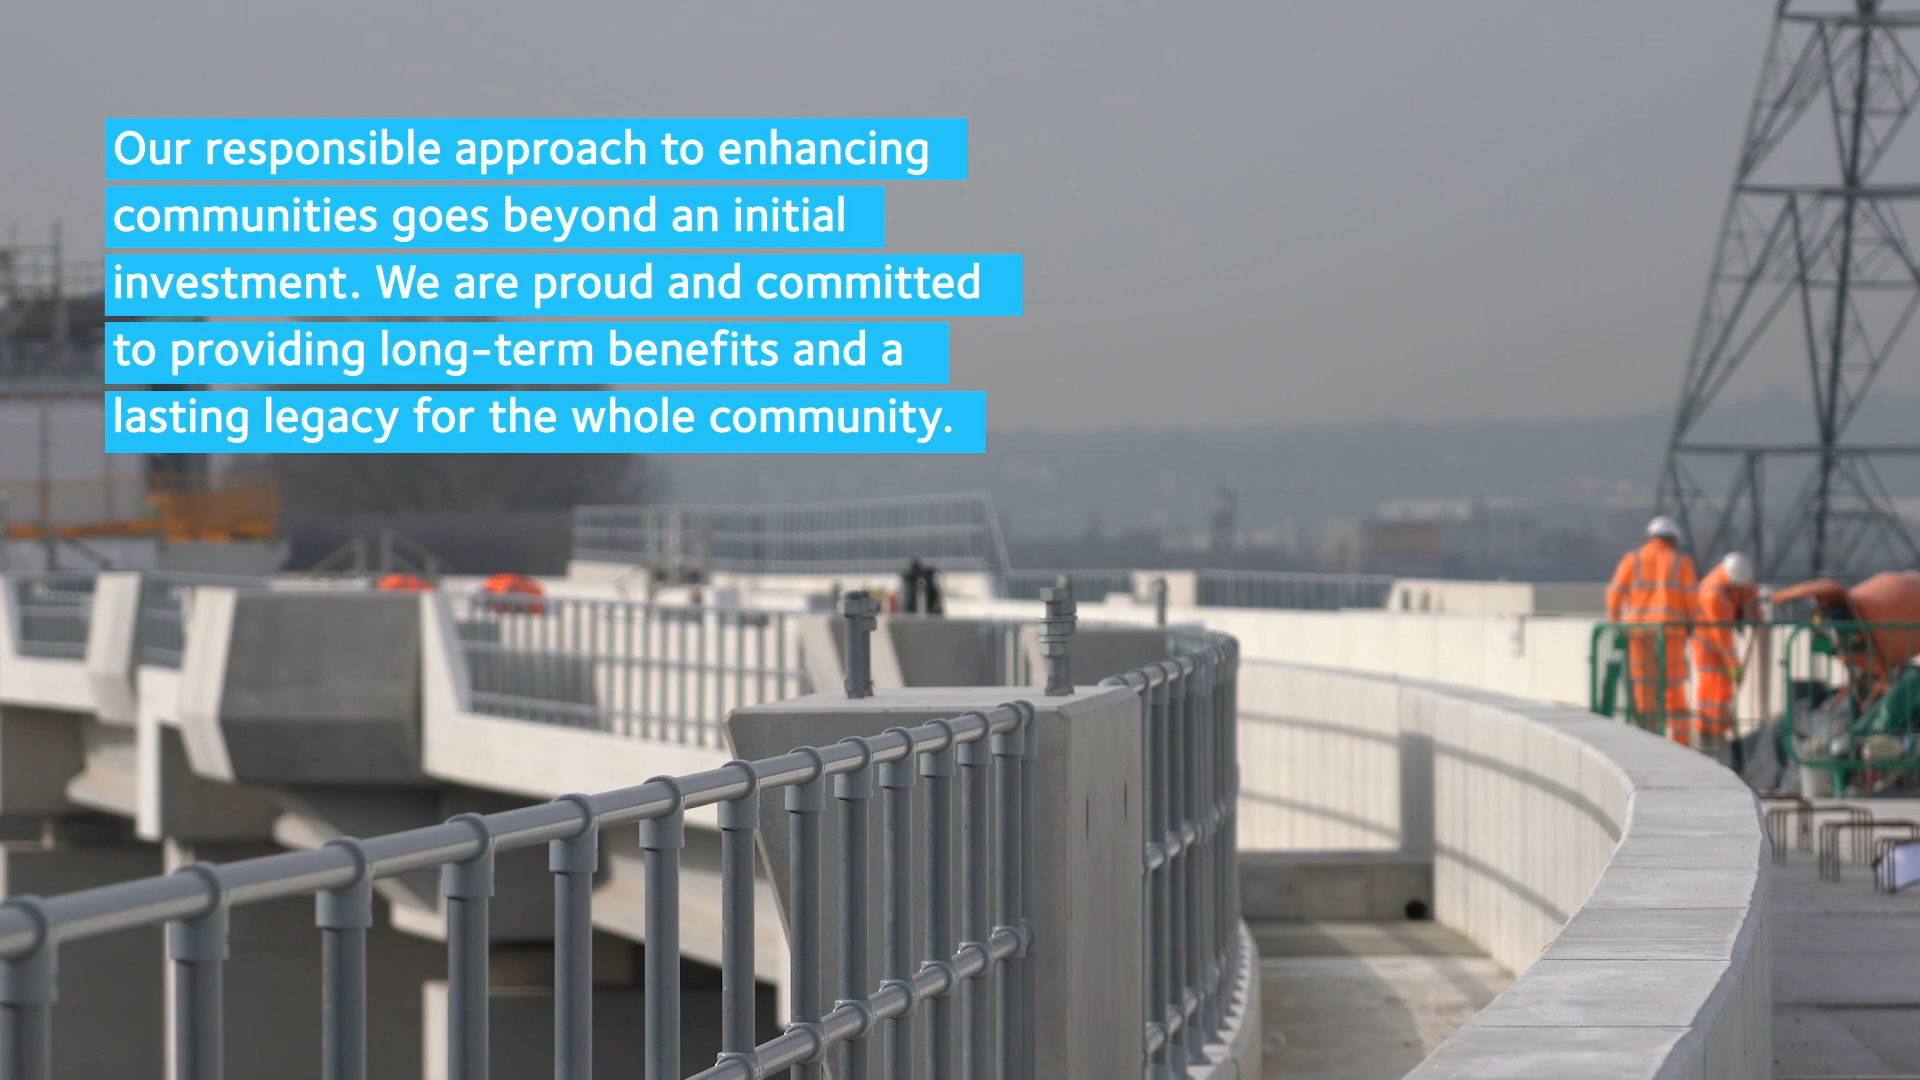 Our responsible approach to enhancing
communities goes beyond an initial
investment. We are proud and committed
to providing long-term benefits and a
lasting legacy for the whole community.